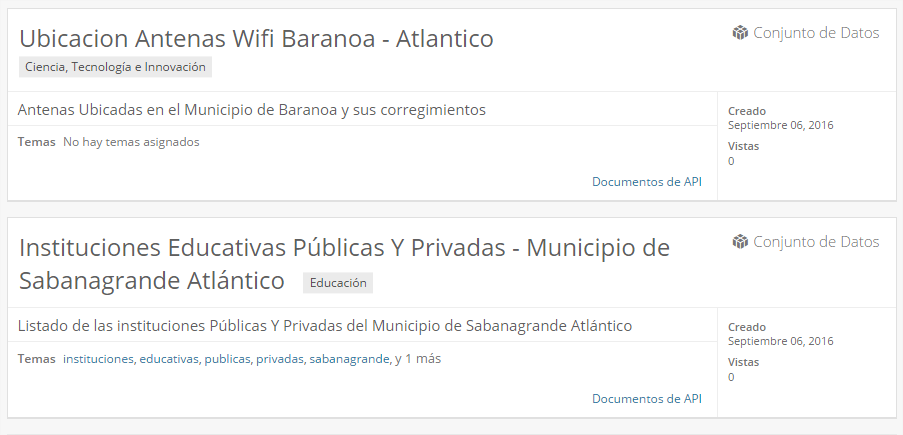 Ubicacion Antenas Wifi Baranoa - Atlantico
Conjunto de Datos
Ciencia, Tecnología e Innovación
Antenas Ubicadas en el Municipio de Baranoa y sus corregimientos
Temas No hay temas asignados
Documentos de API
Creado
Septiembre 06, 2016
Vistas
0
Instituciones Educativas Públicas Y Privadas - Municipio de
Sabanagrande Atlántico Educación
Conjunto de Datos
Listado de las instituciones Públicas Y Privadas del Municipio de Sabanagrande Atlántico
Temas instituciones, educativas, publicas, privadas, sabanagrande, y 1 más
Documentos de API
Creado
Septiembre 06, 2016
Vistas
0